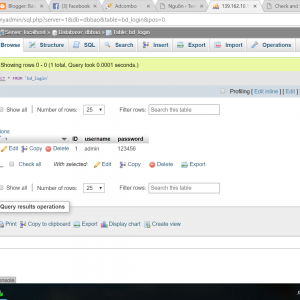 Blogger Bài
Adcombo
[3] Facebook
Nguồn - Tong
139.162.10
Check and
myadmin/sql.php?server=1&db=dbbao&table=bd_login&pos=0
Server: localhost » Database: dbbao » Table: bd_login
Browse Structure SQL Search Insert Export Import
Showing rows 0 - 0 (1 total, Query took 0.0001 seconds.)
* FROM `bd_login`
Profiling [ Edit inline ] [ Edit ]
Show all Number of rows: 25 Filter rows: Search this table
ons
ID username password
Edit Copy Delete 1 admin 123456
Check all With selected: Edit Copy Delete Export
Show all Number of rows: 25 Filter rows: Search this table
Query results operations
Print Copy to clipboard Export Display chart Create view
onsole